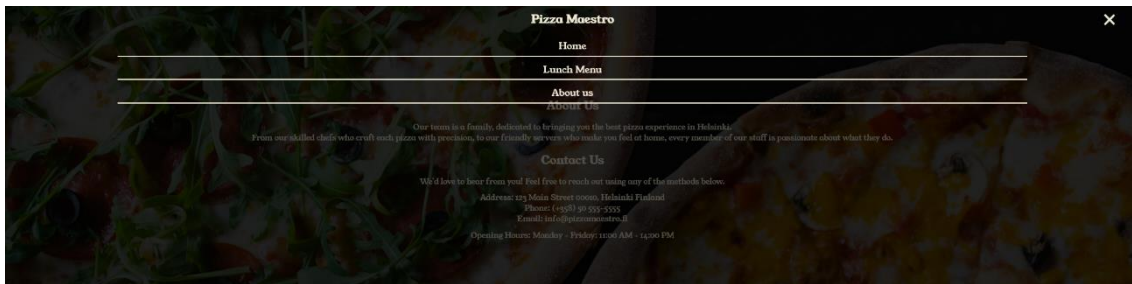 Pizza Maestro
Home
Lunch Menu
About us
About Us
Our team is a family, dedicated to bringing you the best pizza experience in Helsinki.
From our skilled chefs who craft each pizza with precision, to our friendly servers who make you feel at home, every member of our staff is passionate about what they do.
Contact Us
We'd love to hear from you! Feel free to reach out using any of the methods below.
Address: 123 Main Street 00010, Helsinki Finland
Phone: (+358) 50 555-5555
Email: info@pizzamaestro.fi
Opening Hours: Monday - Friday: 11:00 AM - 14:00 PM